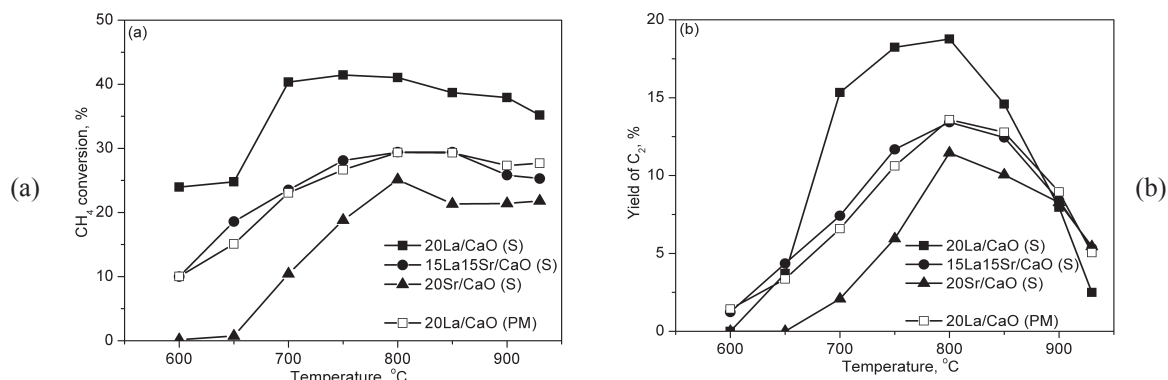 (a)
(a)
CH₄ conversion, %
50
40
30
20
10
0
600
700
800
900
Temperature, °C
20La/CaO (S)
15La15Sr/CaO (S)
20Sr/CaO (S)
20La/CaO (PM)
(b)
Yield of C₂, %
20
15
10
5
0
600
700
800
900
Temperature, °C
20La/CaO (S)
15La15Sr/CaO (S)
20Sr/CaO (S)
20La/CaO (PM)
(b)